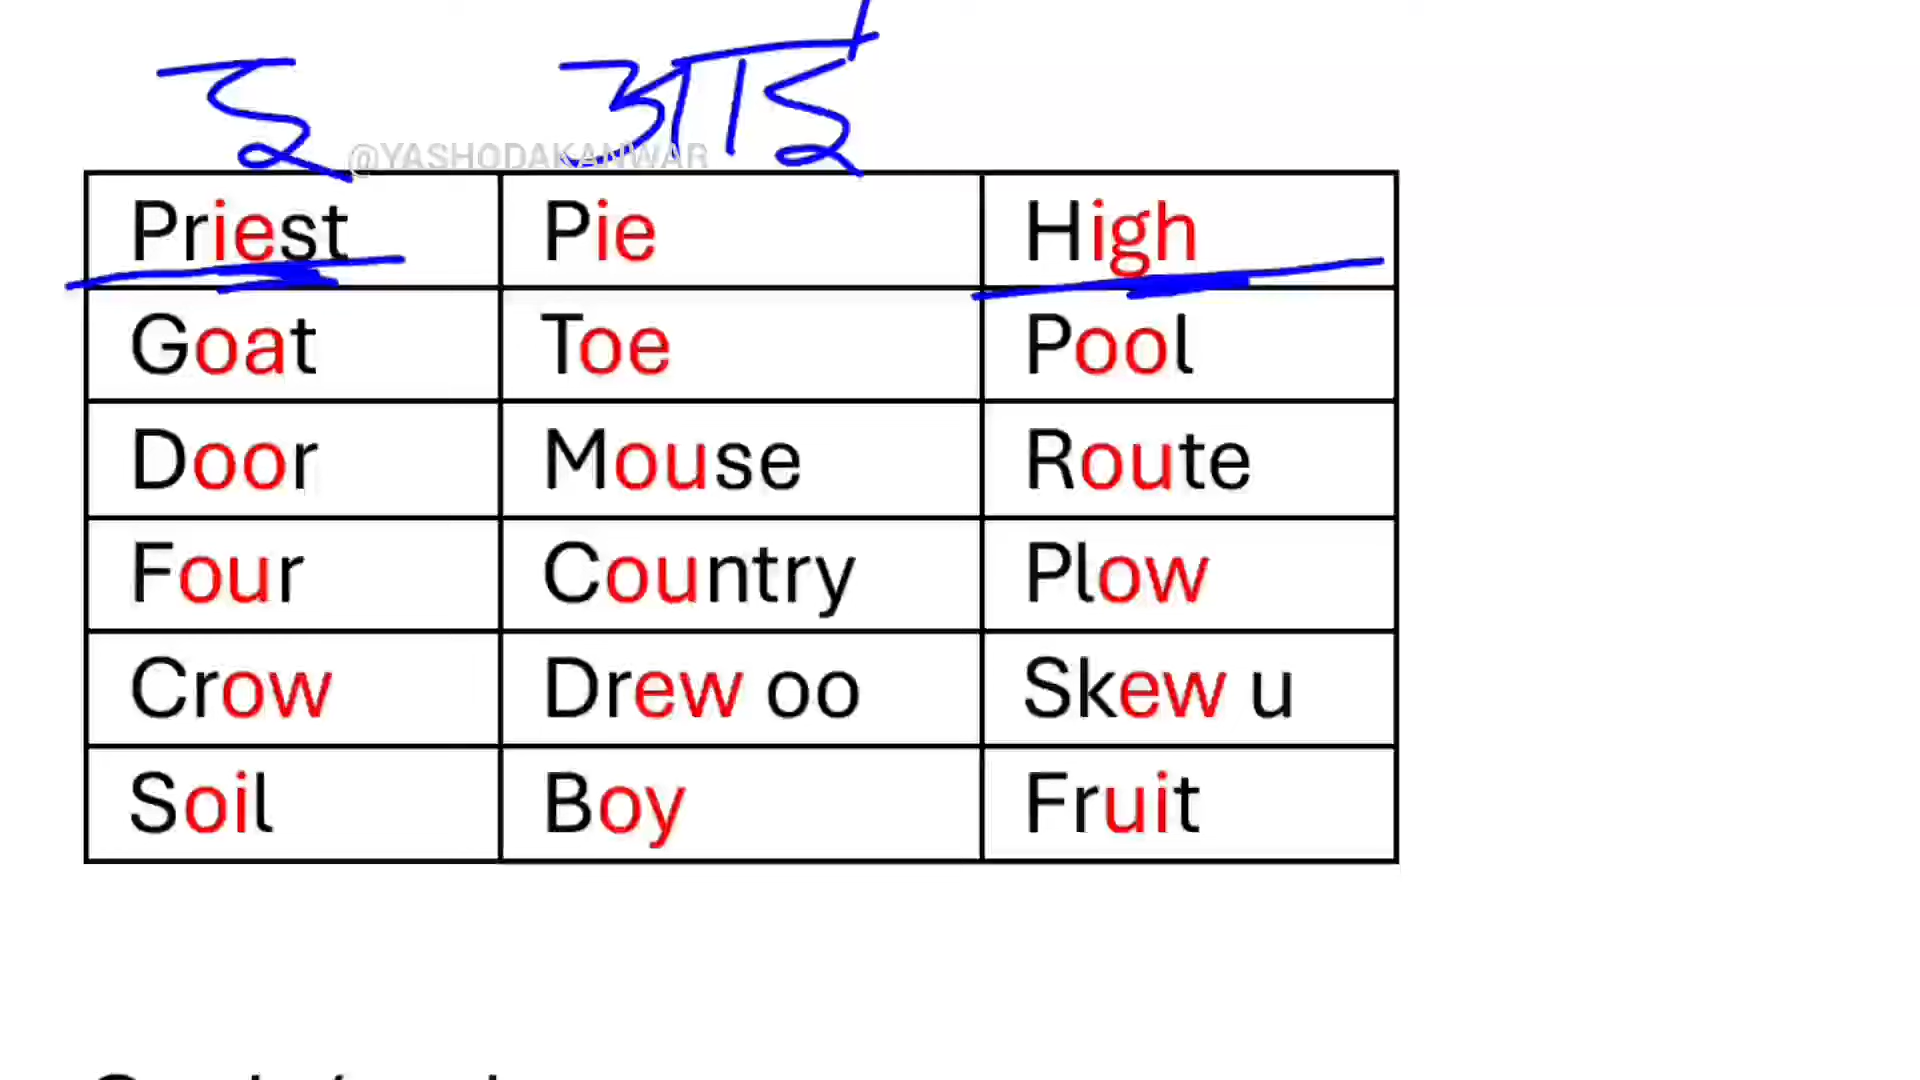 इ आइ
@YASHODAKANWAR
Priest Pie High
Goat Toe Pool
Door Mouse Route
Four Country Plow
Crow Drew oo Skew u
Soil Boy Fruit